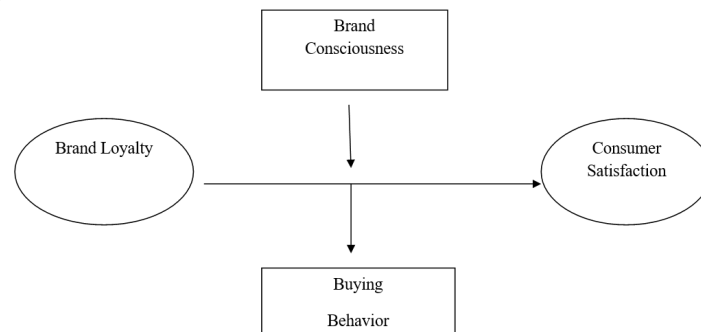 Brand
Consciousness
Brand Loyalty
Consumer
Satisfaction
Buying
Behavior